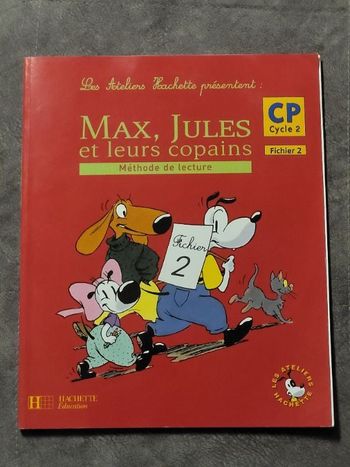 Les Ateliers Hachette présentent :
CP
Cycle 2
Fichier 2
MAX, JULES
et leurs copains
Méthode de lecture
Fichier
2
H HACHETTE
Education
LES ATELIERS
HACHETTE